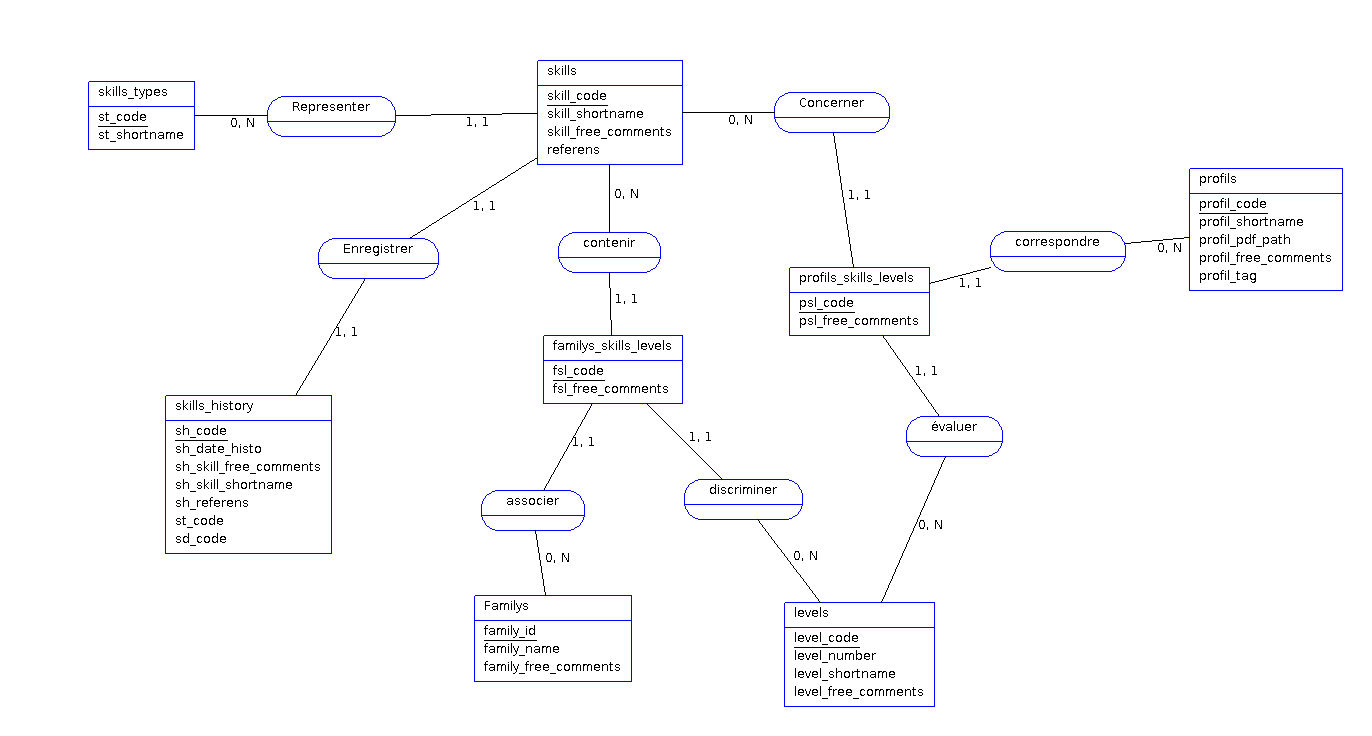 skills_types
st_code
st_shortname
0, N
Representer
1, 1
skills
skill_code
skill_shortname
skill_free_comments
referens
0, N
Concerner
1, 1
profils
profil_code
profil_shortname
profil_pdf_path
profil_free_comments
profil_tag
0, N
correspondre
1, 1
profils_skills_levels
psl_code
psl_free_comments
1, 1
Enregistrer
1, 1
0, N
contenir
1, 1
familys_skills_levels
fsl_code
fsl_free_comments
skills_history
sh_code
sh_date_histo
sh_skill_free_comments
sh_skill_shortname
sh_referens
st_code
sd_code
1, 1
associer
0, N
1, 1
discriminer
0, N
1, 1
évaluer
0, N
Familys
family_id
family_name
family_free_comments
levels
level_code
level_number
level_shortname
level_free_comments